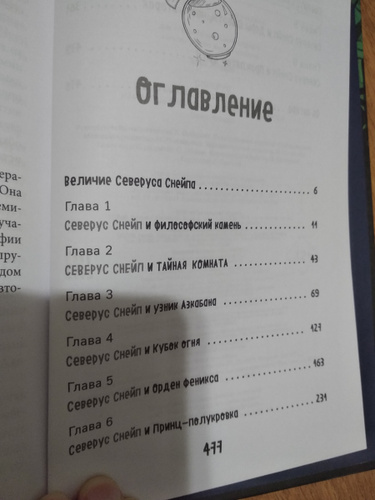 Оглавление
Величие Северуса Снейпа 6
Глава 1
Северус Снейп и философский камень 11
Глава 2
СЕВЕРУС СНЕЙП И ТАЙНАЯ КОМНАТА 43
Глава 3
Северус Снейп и узник Азкабана 69
Глава 4
Северус Снейп и Кубок огня 127
Глава 5
Северус Снейп и Орден Феникса 163
Глава 6
Северус Снейп и Принц-полукровка 231
477